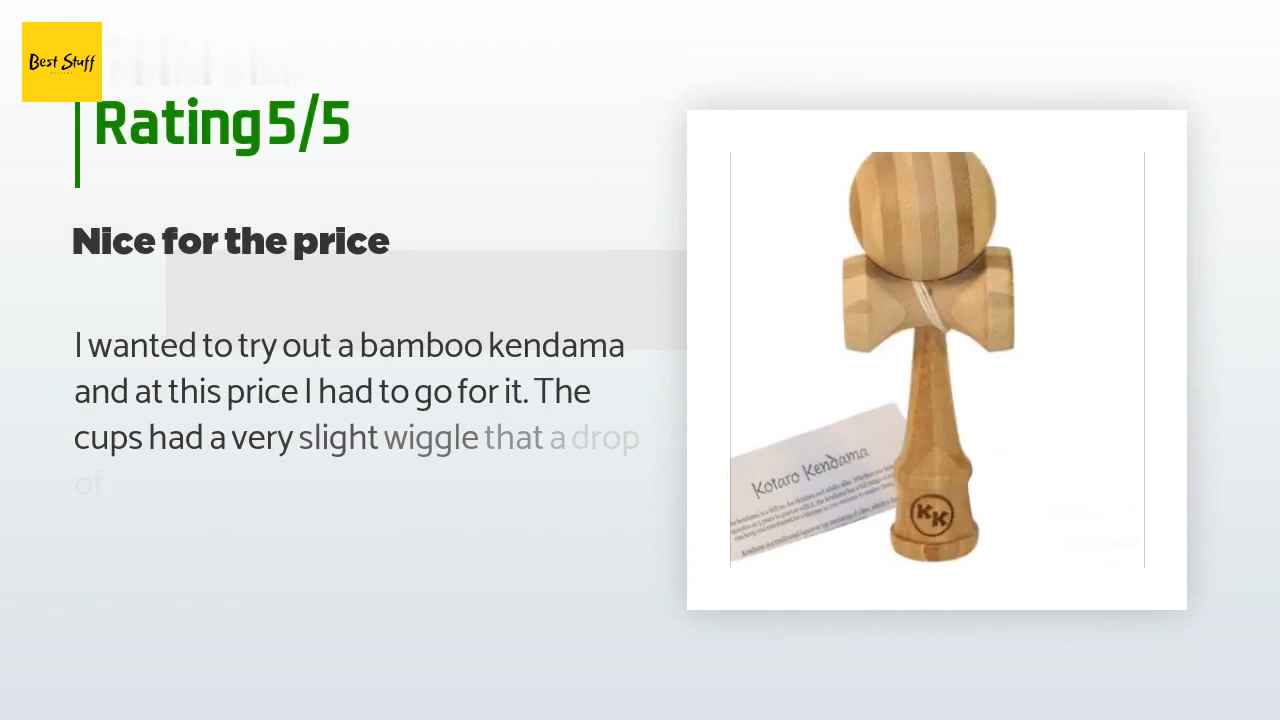 Best Stuff
Rating 5/5
Nice for the price
I wanted to try out a bamboo kendama
and at this price I had to go for it. The
cups had a very slight wiggle that a drop
of
Kotaro Kendama
KK